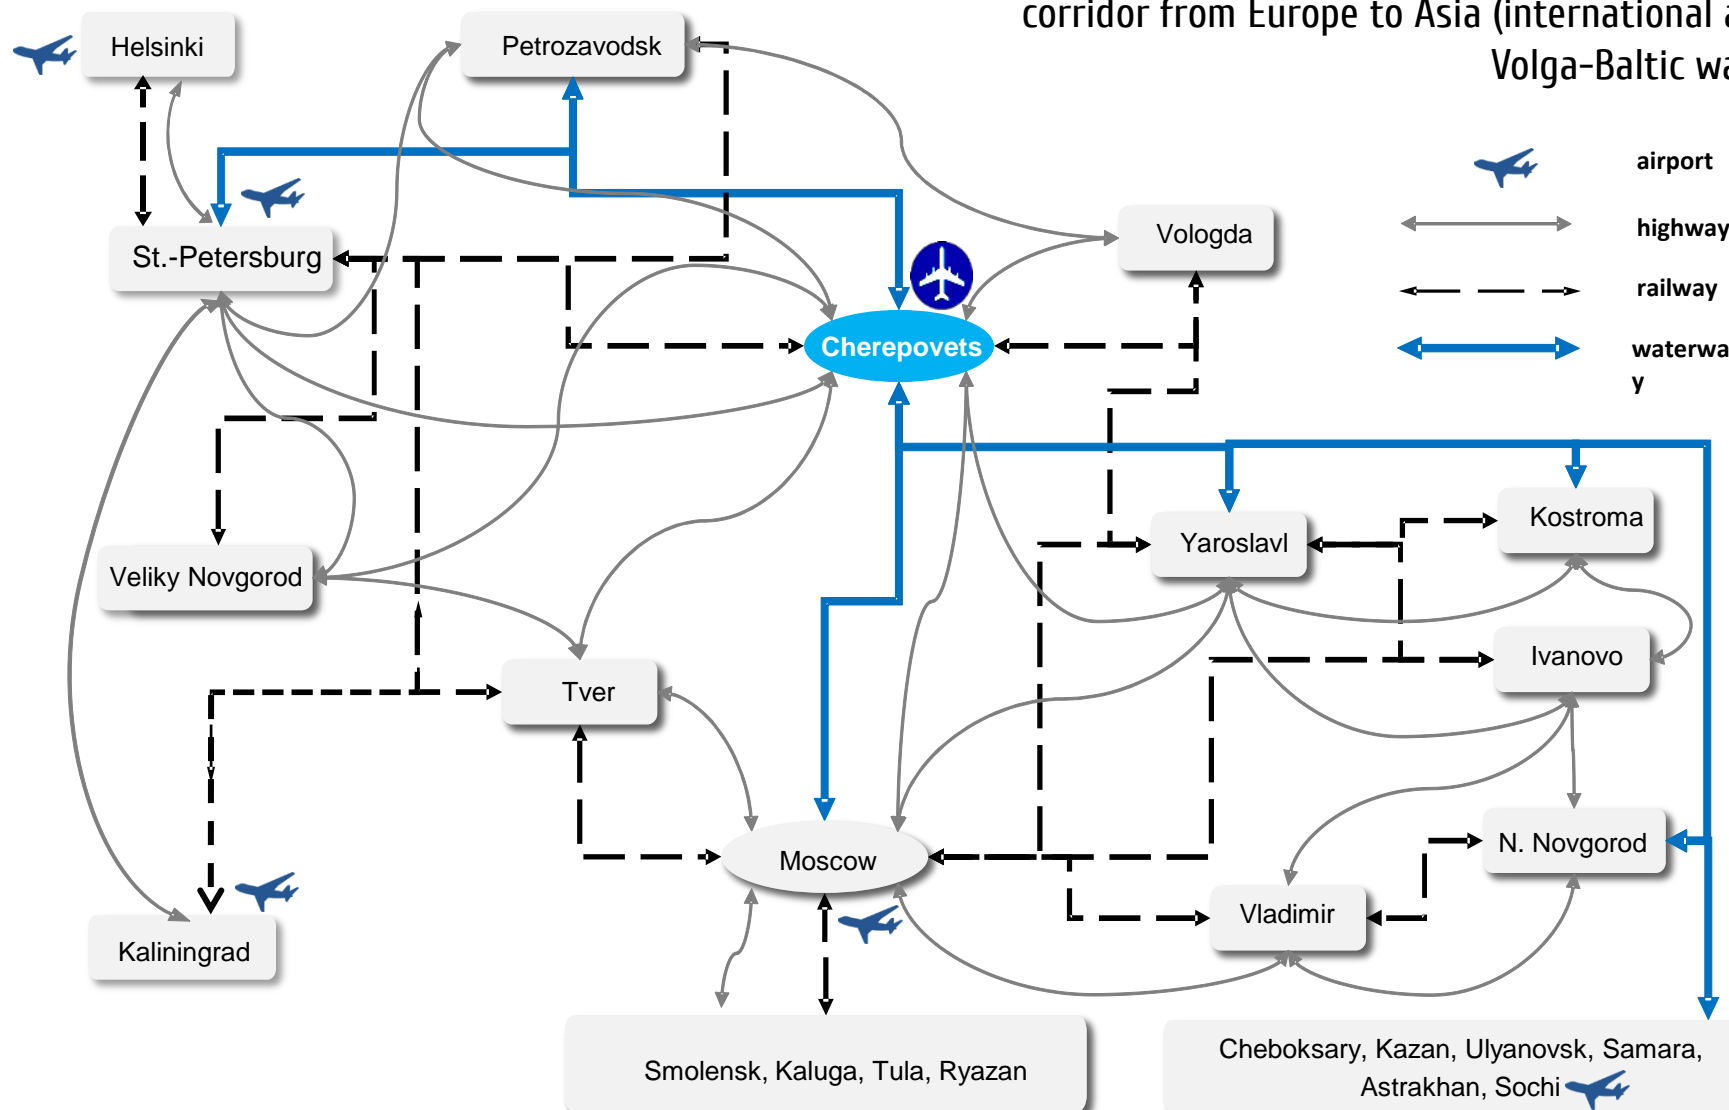 corridor from Europe to Asia (international a
Volga-Baltic wa
Helsinki
Petrozavodsk
airport
highway
railway
waterwa
y
St.-Petersburg
Vologda
Cherepovets
Kostroma
Yaroslavl
Veliky Novgorod
Ivanovo
Tver
N. Novgorod
Moscow
Vladimir
Kaliningrad
Smolensk, Kaluga, Tula, Ryazan
Cheboksary, Kazan, Ulyanovsk, Samara,
Astrakhan, Sochi